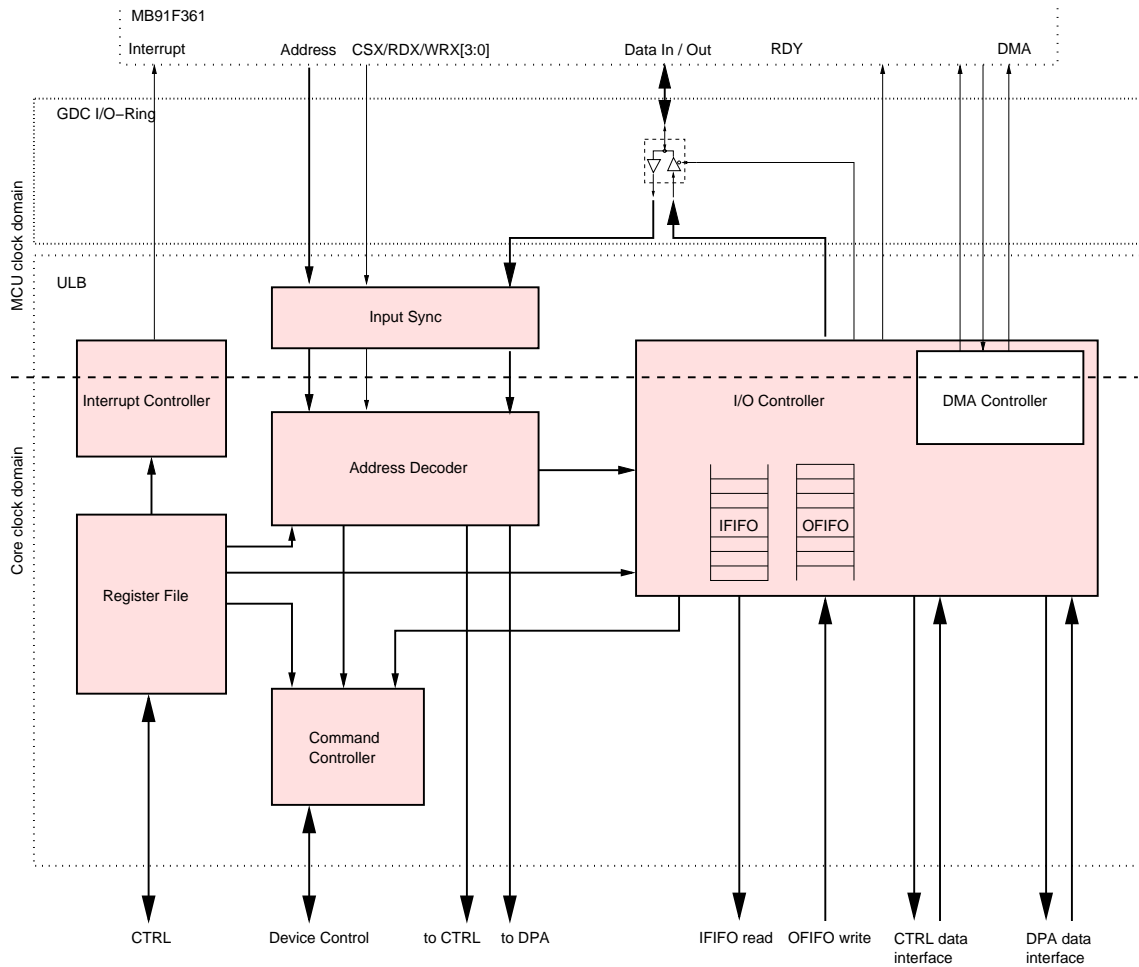 MB91F361
Interrupt
Address
CSX/RDX/WRX[3:0]
Data In / Out
RDY
DMA
GDC I/O−Ring
MCU clock domain
ULB
Input Sync
Interrupt Controller
I/O Controller
DMA Controller
Address Decoder
Core clock domain
IFIFO
OFIFO
Register File
Command
Controller
CTRL
Device Control
to CTRL
to DPA
IFIFO read
OFIFO write
CTRL data
interface
DPA data
interface